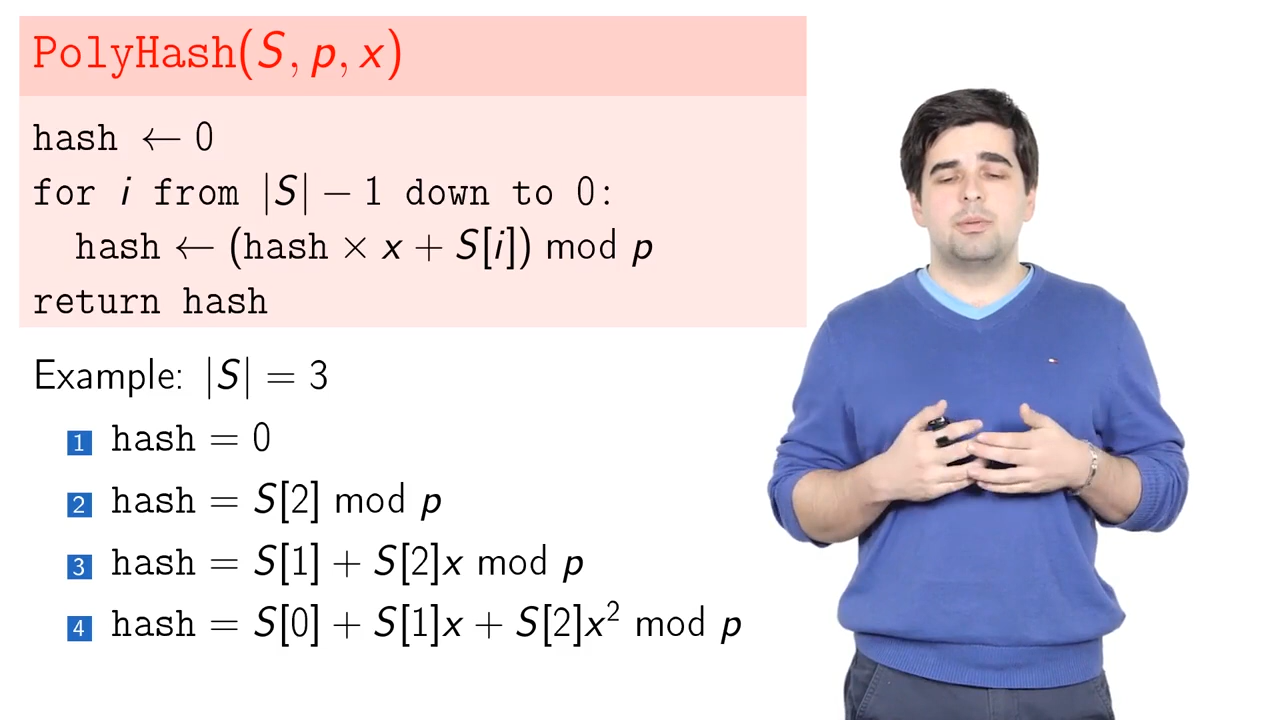 PolyHash(S, p, x)
hash ← 0
for i from |S| − 1 down to 0:
hash ← (hash × x + S[i]) mod p
return hash
Example: |S| = 3
1 hash = 0
2 hash = S[2] mod p
3 hash = S[1] + S[2]x mod p
4 hash = S[0] + S[1]x + S[2]x² mod p